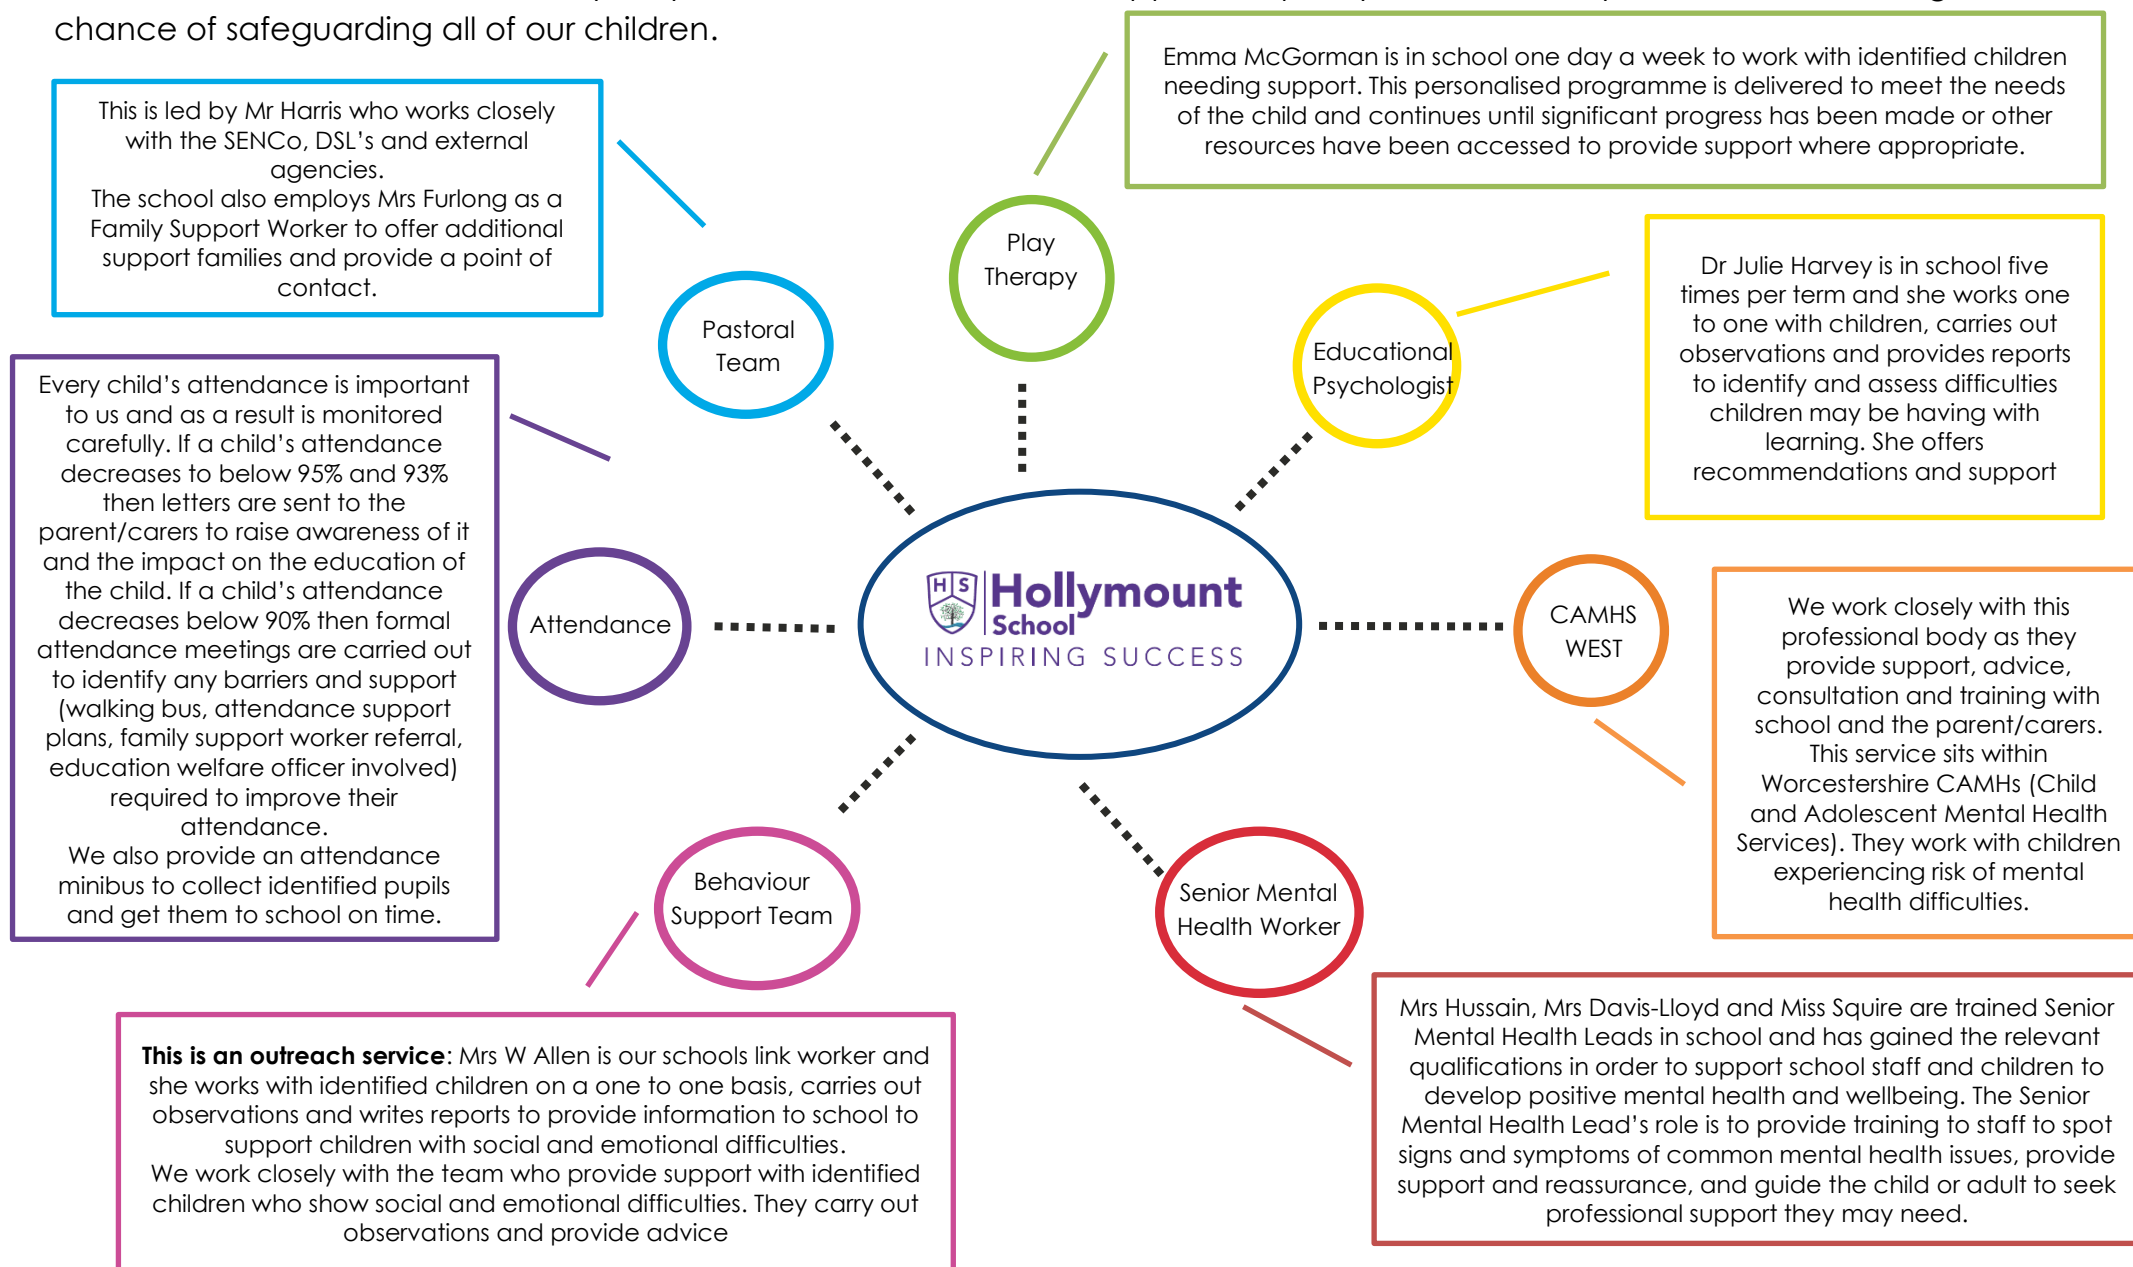 chance of safeguarding all of our children.
Emma McGorman is in school one day a week to work with identified children
needing support. This personalised programme is delivered to meet the needs
of the child and continues until significant progress has been made or other
resources have been accessed to provide support where appropriate.
This is led by Mr Harris who works closely
with the SENCo, DSL's and external
agencies.
The school also employs Mrs Furlong as a
Family Support Worker to offer additional
support families and provide a point of
contact.
Play
Therapy
Dr Julie Harvey is in school five
times per term and she works one
to one with children, carries out
observations and provides reports
to identify and assess difficulties
children may be having with
learning. She offers
recommendations and support
Pastoral
Team
Educational
Psychologist
Every child's attendance is important
to us and as a result is monitored
carefully. If a child's attendance
decreases to below 95% and 93%
then letters are sent to the
parent/carers to raise awareness of it
and the impact on the education of
the child. If a child's attendance
decreases below 90% then formal
attendance meetings are carried out
to identify any barriers and support
(walking bus, attendance support
plans, family support worker referral,
education welfare officer involved)
required to improve their
attendance.
We also provide an attendance
minibus to collect identified pupils
and get them to school on time.
Attendance
HS
Hollymount
School
INSPIRING SUCCESS
CAMHS
WEST
We work closely with this
professional body as they
provide support, advice,
consultation and training with
school and the parent/carers.
This service sits within
Worcestershire CAMHs (Child
and Adolescent Mental Health
Services). They work with children
experiencing risk of mental
health difficulties.
Behaviour
Support Team
Senior Mental
Health Worker
This is an outreach service: Mrs W Allen is our schools link worker and
she works with identified children on a one to one basis, carries out
observations and writes reports to provide information to school to
support children with social and emotional difficulties.
We work closely with the team who provide support with identified
children who show social and emotional difficulties. They carry out
observations and provide advice
Mrs Hussain, Mrs Davis-Lloyd and Miss Squire are trained Senior
Mental Health Leads in school and has gained the relevant
qualifications in order to support school staff and children to
develop positive mental health and wellbeing. The Senior
Mental Health Lead's role is to provide training to staff to spot
signs and symptoms of common mental health issues, provide
support and reassurance, and guide the child or adult to seek
professional support they may need.